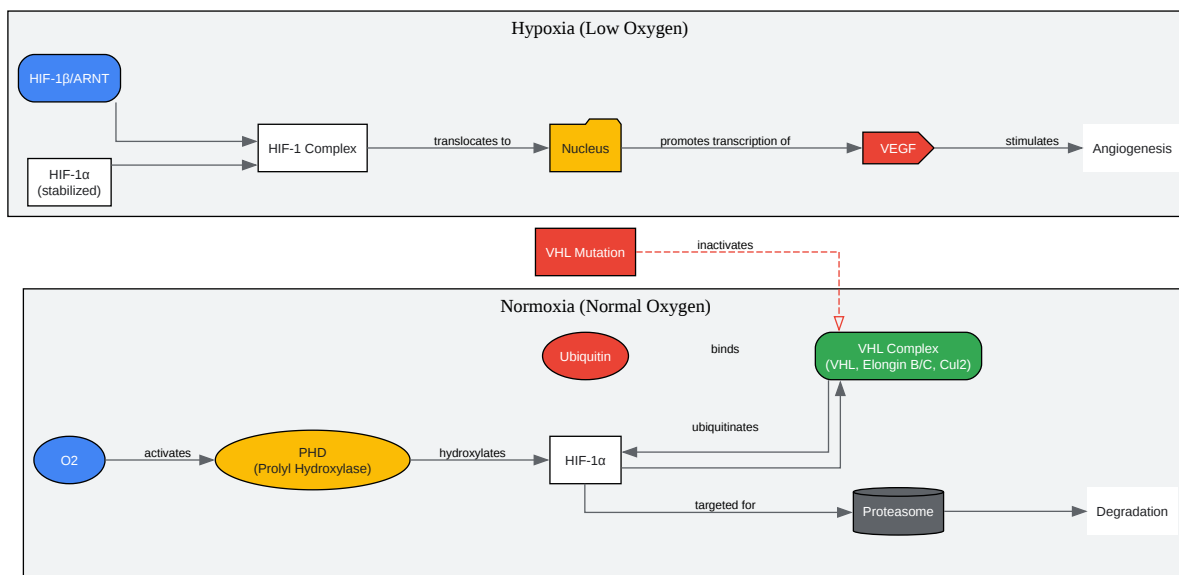 Hypoxia (Low Oxygen)
HIF-1β/ARNT
HIF-1α
(stabilized)
HIF-1 Complex
translocates to
Nucleus
promotes transcription of
VEGF
stimulates
Angiogenesis
VHL Mutation
inactivates
Normoxia (Normal Oxygen)
Ubiquitin
binds
VHL Complex
(VHL, Elongin B/C, Cul2)
ubiquitinates
O2
activates
PHD
(Prolyl Hydroxylase)
hydroxylates
HIF-1α
targeted for
Proteasome
Degradation